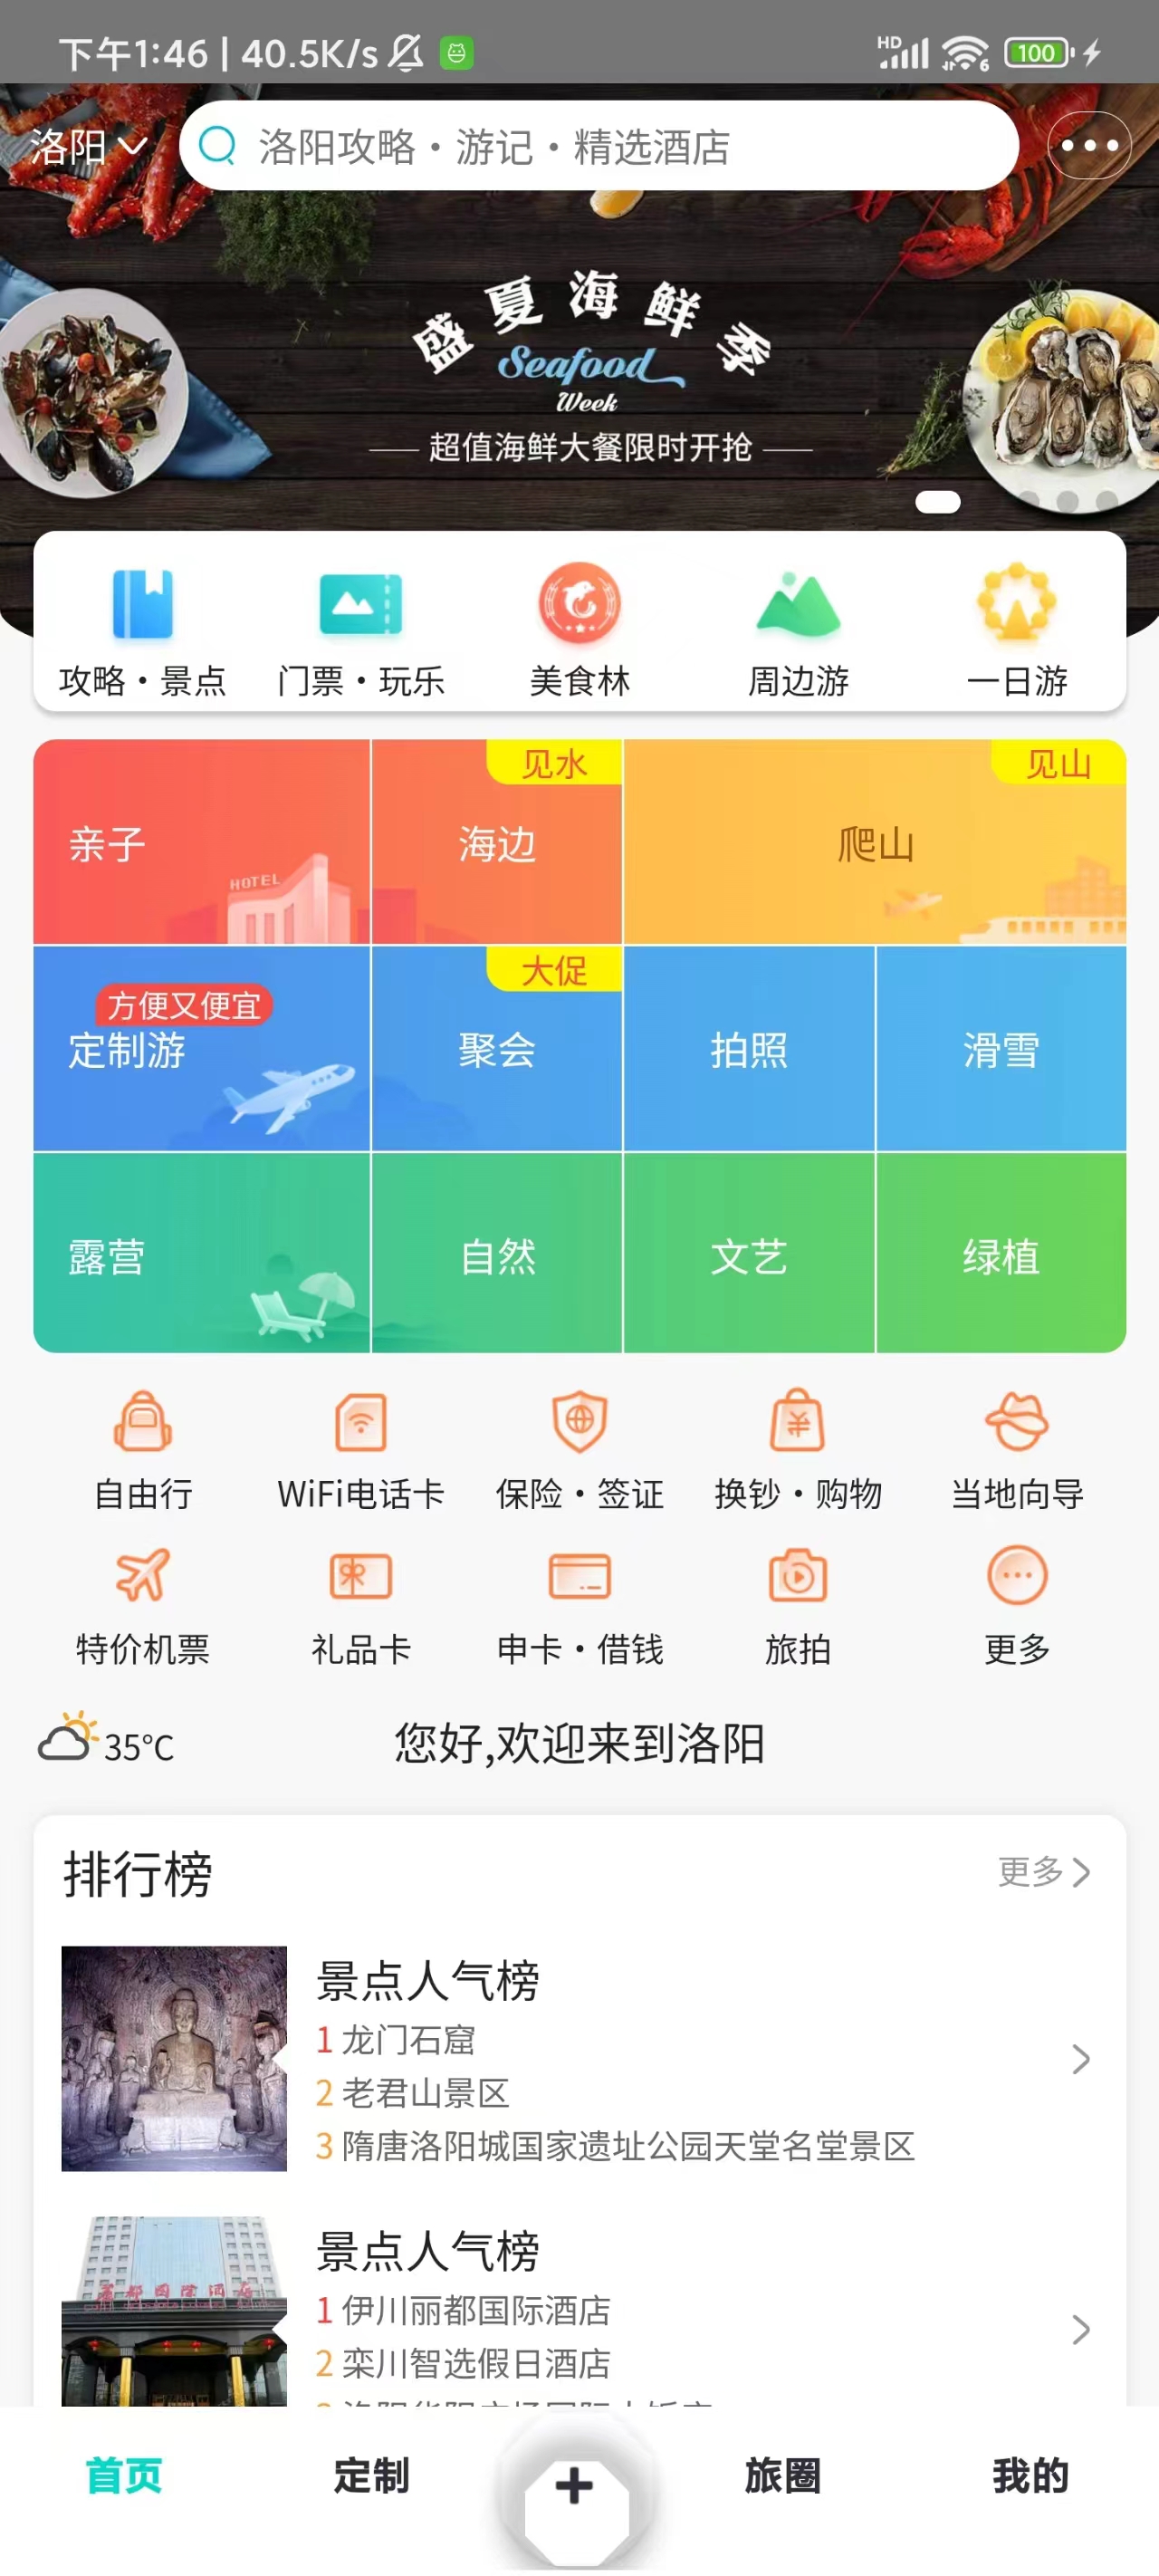 下午1:46 | 40.5K/s
HD
6
100
洛阳
洛阳攻略・游记・精选酒店
盛夏海鲜季
Seafood
Week
超值海鲜大餐限时开抢
攻略・景点
门票・玩乐
美食林
周边游
一日游
亲子
HOTEL
见水
海边
见山
爬山
方便又便宜
定制游
大促
聚会
拍照
滑雪
露营
自然
文艺
绿植
自由行
WiFi电话卡
保险・签证
换钞・购物
当地向导
特价机票
礼品卡
申卡・借钱
旅拍
更多
35℃
您好,欢迎来到洛阳
排行榜
更多
景点人气榜
1 龙门石窟
2 老君山景区
3 隋唐洛阳城国家遗址公园天堂名堂景区
景点人气榜
1 伊川丽都国际酒店
2 栾川智选假日酒店
首页
定制
旅圈
我的